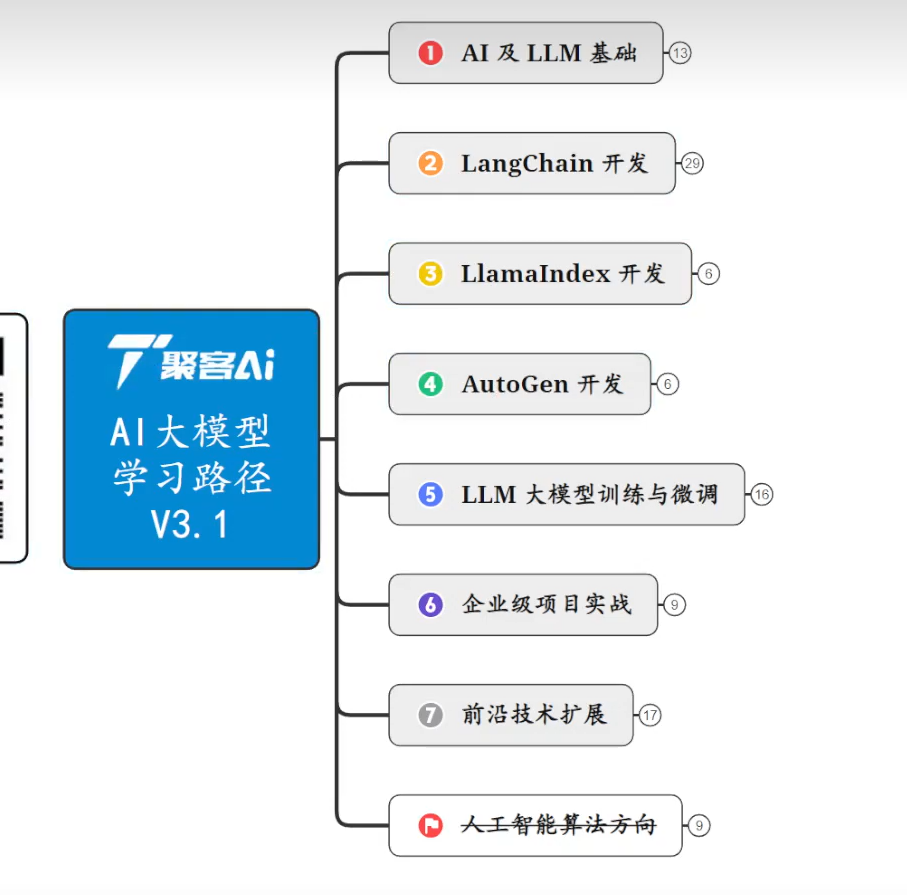 1 AI 及 LLM 基础 13
2 LangChain 开发 29
3 LlamaIndex 开发 6
聚客Ai
AI大模型
学习路径
V3.1
4 AutoGen 开发 6
5 LLM 大模型训练与微调 16
6 企业级项目实战 9
7 前沿技术扩展 17
人工智能算法方向 9